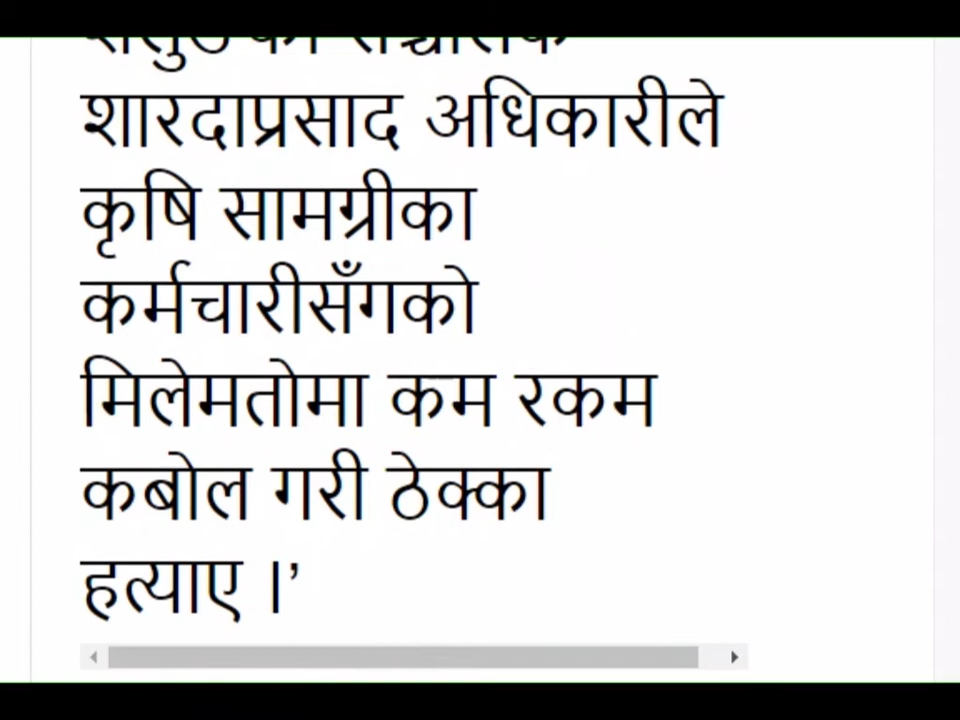 शारदाप्रसाद अधिकारीले
कृषि सामग्रीका
कर्मचारीसँगको
मिलेमतोमा कम रकम
कबोल गरी ठेक्का
हत्याए ।’